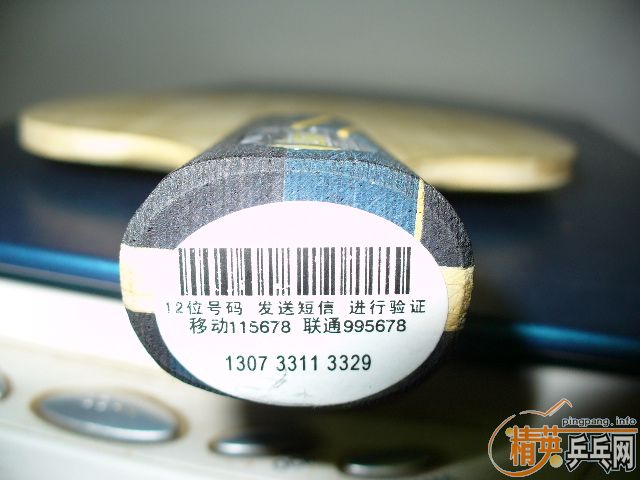 12位号码 发送短信 进行验证
移动115678 联通995678
1307 3311 3329
pingpang.info
精英乒乓网